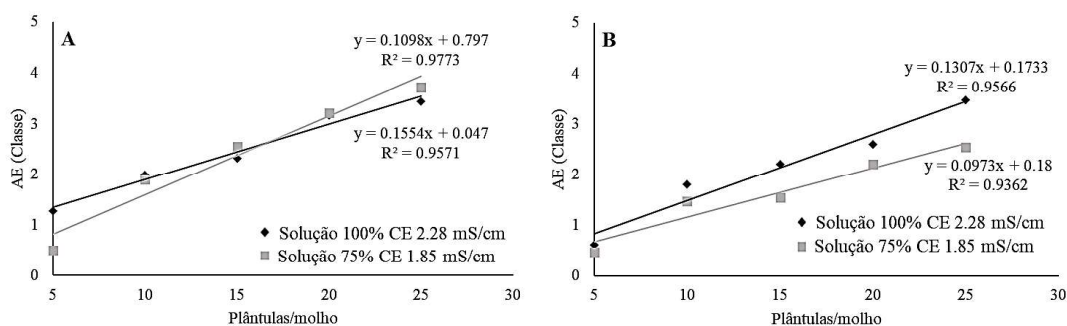 A
5
4
3
2
1
0
AE (Classe)
y = 0.1098x + 0.797
R² = 0.9773
y = 0.1554x + 0.047
R² = 0.9571
Solução 100% CE 2.28 mS/cm
Solução 75% CE 1.85 mS/cm
5 10 15 20 25 30
Plântulas/molho
B
5
4
3
2
1
0
AE (Classe)
y = 0.1307x + 0.1733
R² = 0.9566
y = 0.0973x + 0.18
R² = 0.9362
Solução 100% CE 2.28 mS/cm
Solução 75% CE 1.85 mS/cm
5 10 15 20 25 30
Plântulas/molho